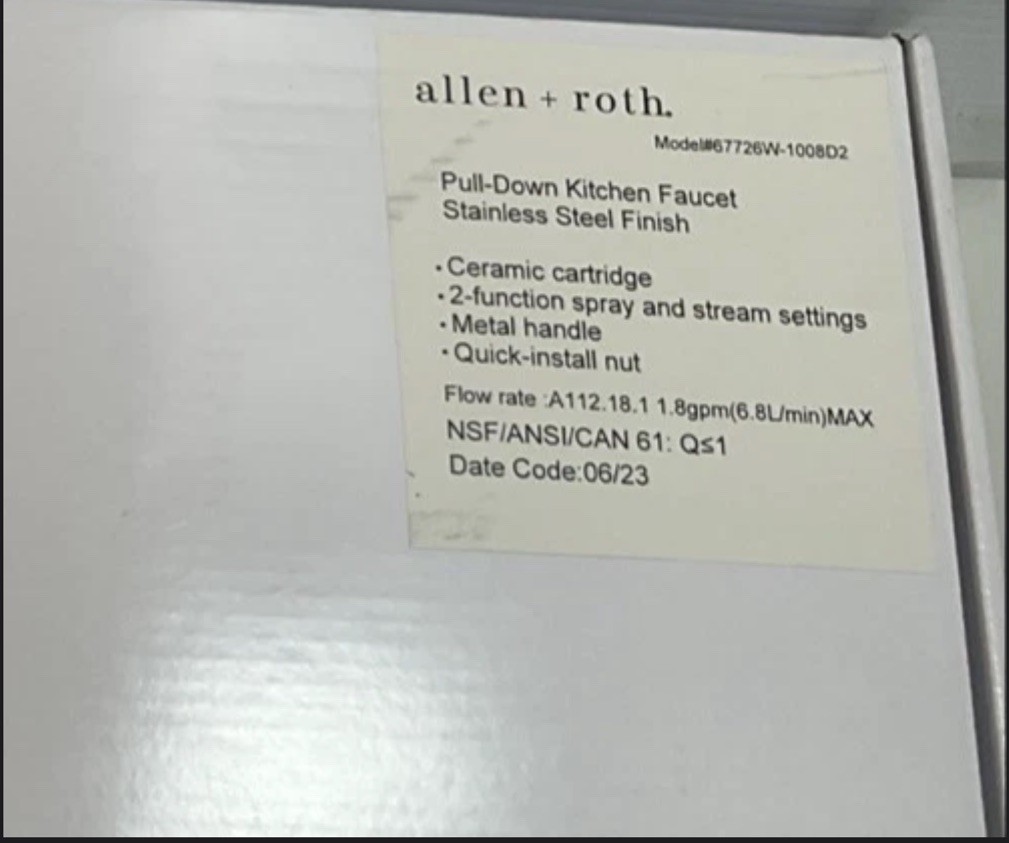 allen + roth.
Model#67726W-1008D2
Pull-Down Kitchen Faucet
Stainless Steel Finish
· Ceramic cartridge
· 2-function spray and stream settings
· Metal handle
· Quick-install nut
Flow rate :A112.18.1 1.8gpm(6.8L/min)MAX
NSF/ANSI/CAN 61: Q≤1
Date Code:06/23